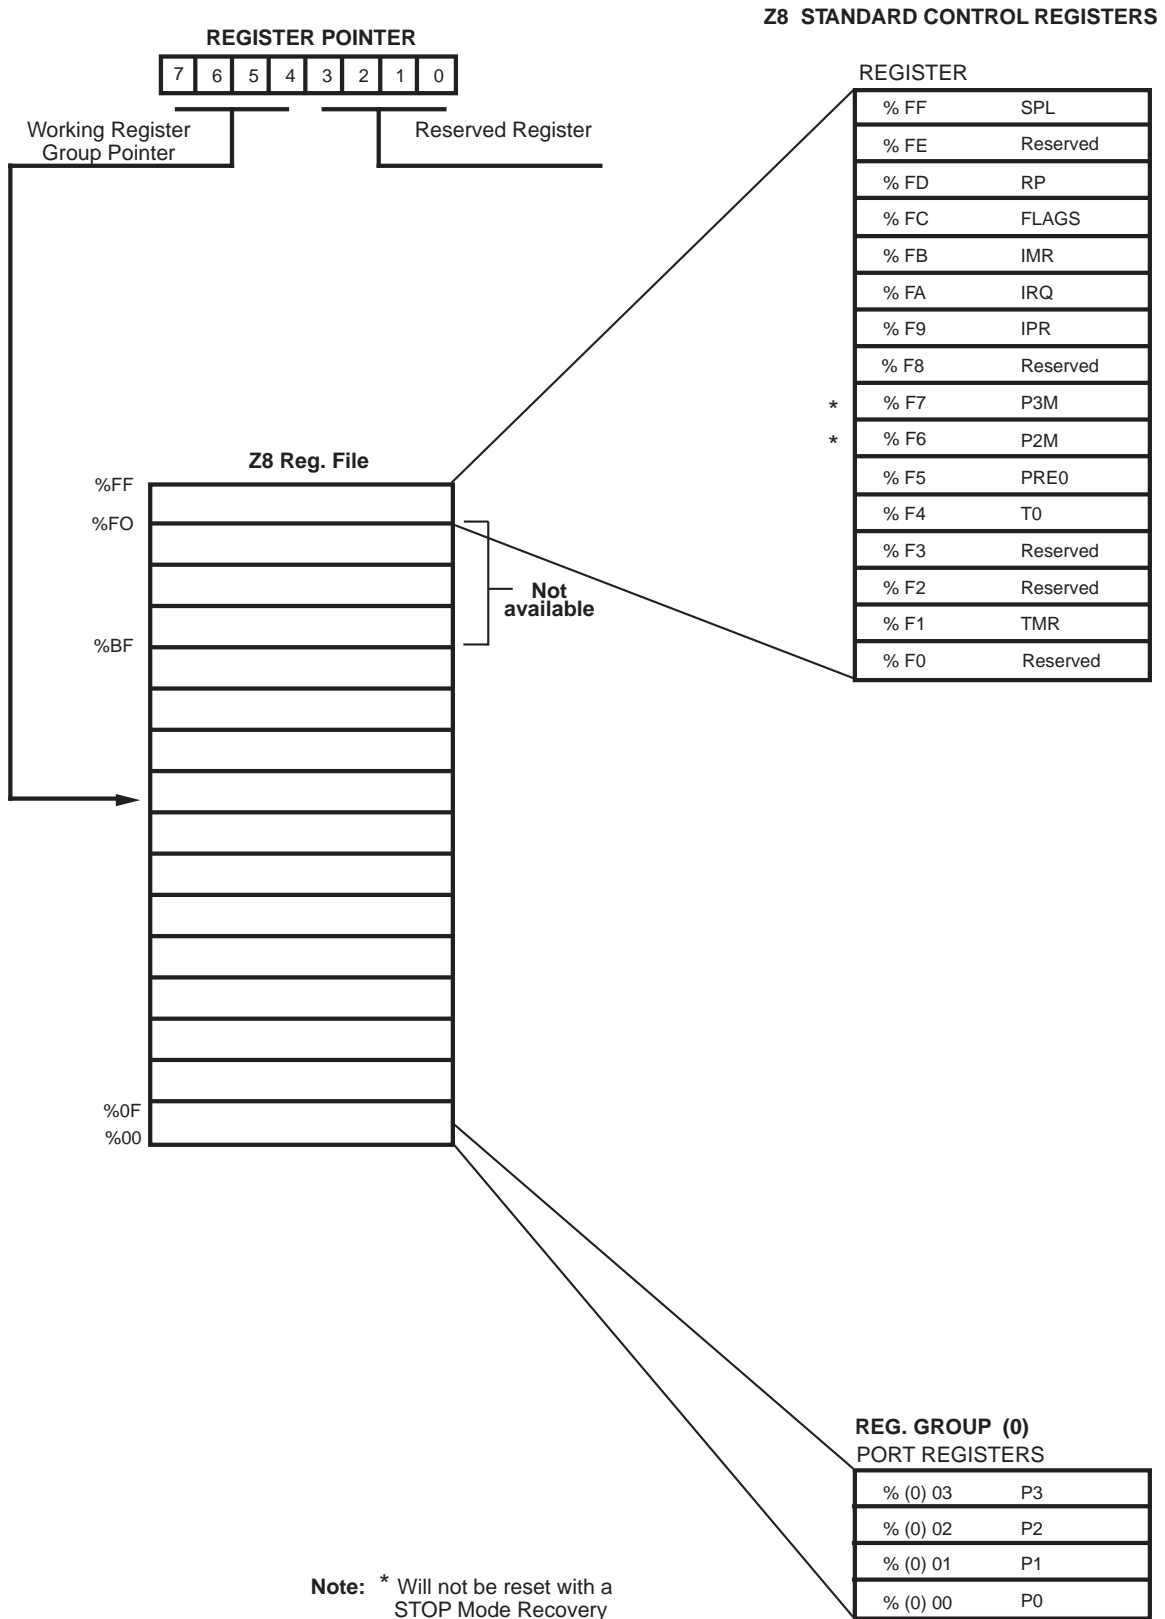 Z8 STANDARD CONTROL REGISTERS
REGISTER POINTER
7 6 5 4 3 2 1 0
Working Register
Group Pointer
Reserved Register
REGISTER
% FF SPL
% FE Reserved
% FD RP
% FC FLAGS
% FB IMR
% FA IRQ
% F9 IPR
% F8 Reserved
* % F7 P3M
* % F6 P2M
% F5 PRE0
% F4 T0
% F3 Reserved
% F2 Reserved
% F1 TMR
% F0 Reserved
Z8 Reg. File
%FF
%FO
Not
available
%BF
%0F
%00
REG. GROUP (0)
PORT REGISTERS
% (0) 03 P3
% (0) 02 P2
% (0) 01 P1
% (0) 00 P0
Note: * Will not be reset with a
STOP Mode Recovery